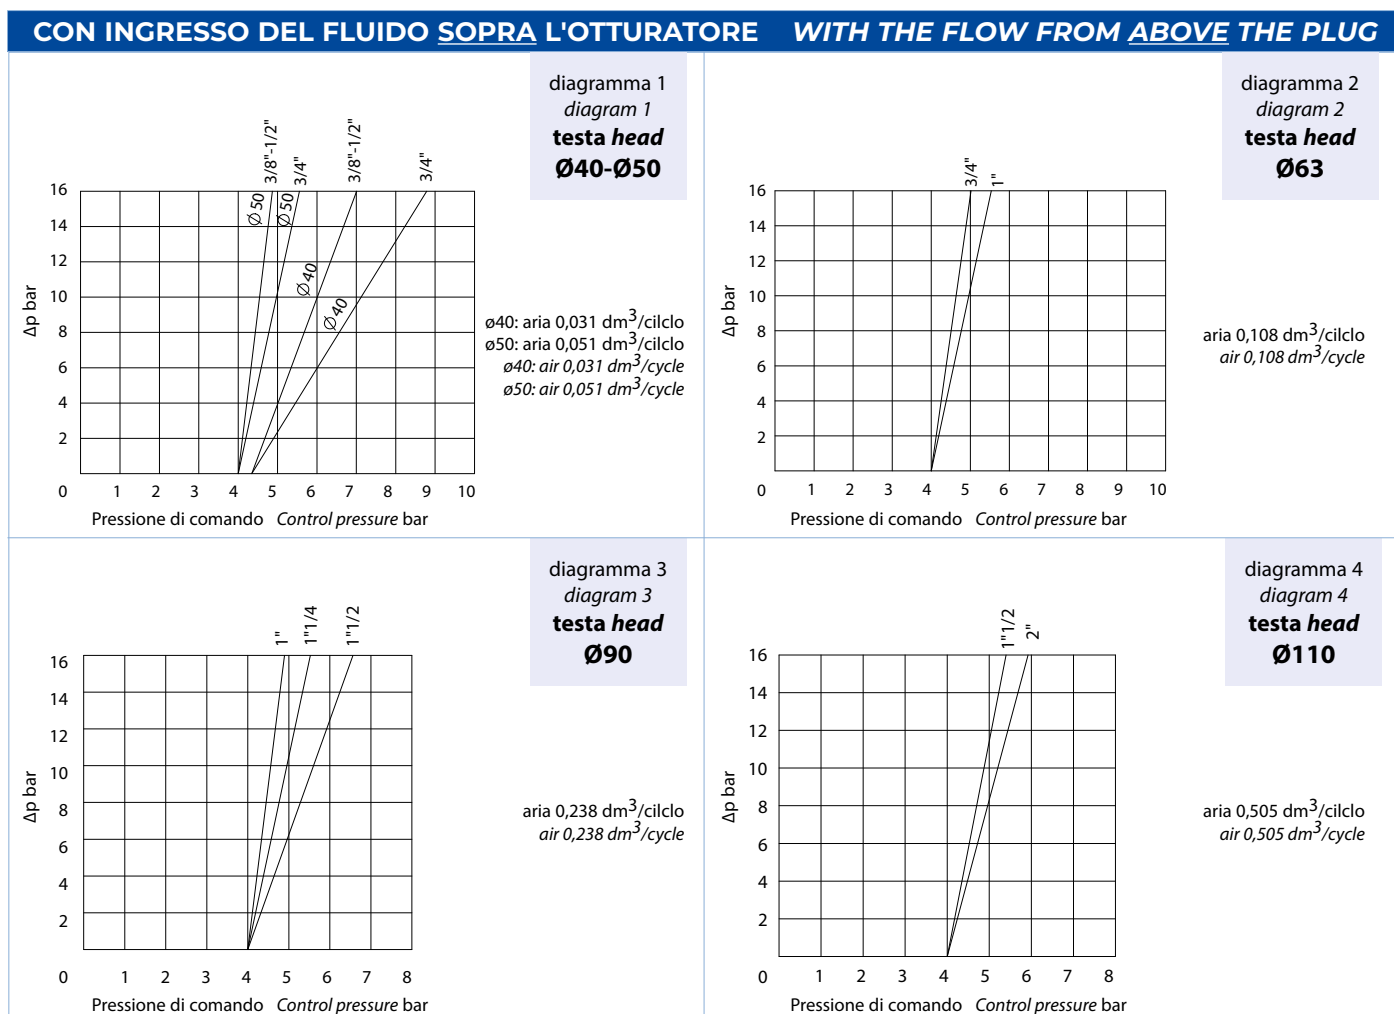 CON INGRESSO DEL FLUIDO SOPRA L'OTTURATORE WITH THE FLOW FROM ABOVE THE PLUG
diagramma 1
diagram 1
testa head
Ø40-Ø50
3/8"-1/2"
3/4"
3/8"-1/2"
3/4"
Ø 50
Ø 50
Ø 40
Ø 40
16
14
12
10
8
6
4
2
0 1 2 3 4 5 6 7 8 9 10
Δp bar
Pressione di comando Control pressure bar
ø40: aria 0,031 dm³/cilclo
ø50: aria 0,051 dm³/cilclo
ø40: air 0,031 dm³/cycle
ø50: air 0,051 dm³/cycle
diagramma 2
diagram 2
testa head
Ø63
3/4"
1"
16
14
12
10
8
6
4
2
0 1 2 3 4 5 6 7 8 9 10
Δp bar
Pressione di comando Control pressure bar
aria 0,108 dm³/cilclo
air 0,108 dm³/cycle
diagramma 3
diagram 3
testa head
Ø90
1"
1"1/4
1"1/2
16
14
12
10
8
6
4
2
0 1 2 3 4 5 6 7 8
Δp bar
Pressione di comando Control pressure bar
aria 0,238 dm³/cilclo
air 0,238 dm³/cycle
diagramma 4
diagram 4
testa head
Ø110
1"1/2
2"
16
14
12
10
8
6
4
2
0 1 2 3 4 5 6 7 8
Δp bar
Pressione di comando Control pressure bar
aria 0,505 dm³/cilclo
air 0,505 dm³/cycle